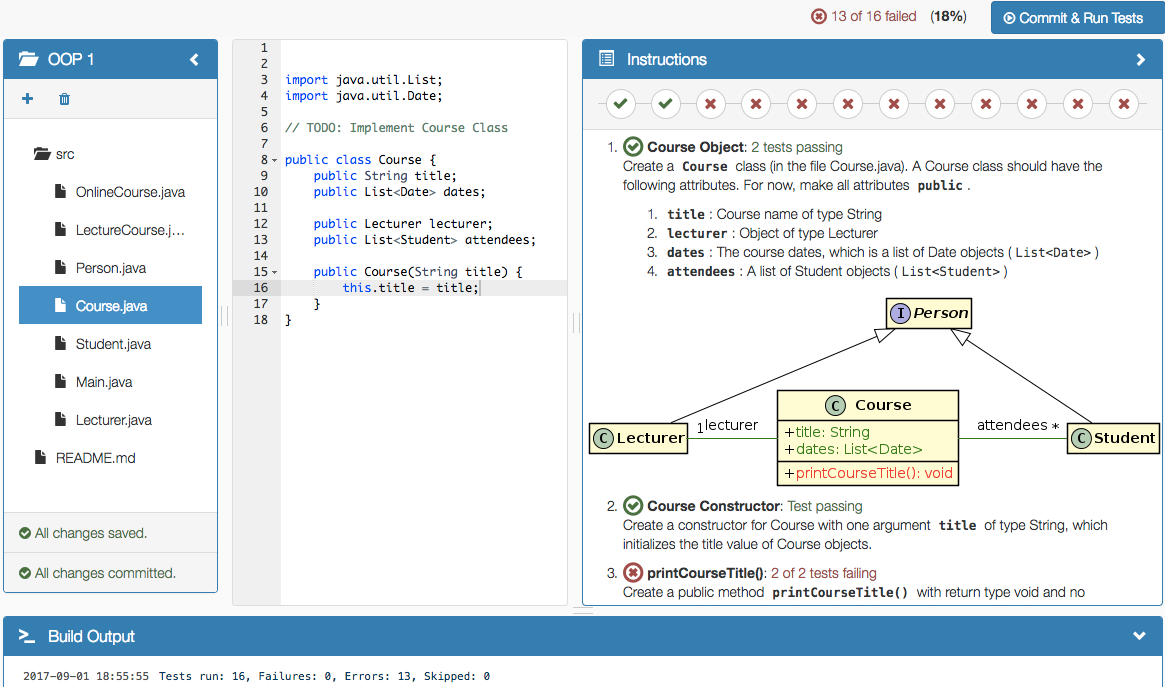 13 of 16 failed (18%)
Commit & Run Tests
OOP 1
src
OnlineCourse.java
LectureCourse.j…
Person.java
Course.java
Student.java
Main.java
Lecturer.java
README.md
All changes saved.
All changes committed.
1
2
3 import java.util.List;
4 import java.util.Date;
5
6 // TODO: Implement Course Class
7
8 public class Course {
9 public String title;
10 public List<Date> dates;
11
12 public Lecturer lecturer;
13 public List<Student> attendees;
14
15 public Course(String title) {
16 this.title = title;
17 }
18 }
Instructions
1. Course Object: 2 tests passing
Create a Course class (in the file Course.java). A Course class should have the
following attributes. For now, make all attributes public .
1. title : Course name of type String
2. lecturer : Object of type Lecturer
3. dates : The course dates, which is a list of Date objects ( List<Date> )
4. attendees : A list of Student objects ( List<Student> )
I Person
C Course
C Lecturer
1 lecturer
+title: String
+dates: List<Date>
+printCourseTitle(): void
attendees *
C Student
2. Course Constructor: Test passing
Create a constructor for Course with one argument title of type String, which
initializes the title value of Course objects.
3. printCourseTitle(): 2 of 2 tests failing
Create a public method printCourseTitle() with return type void and no
Build Output
2017-09-01 18:55:55 Tests run: 16, Failures: 0, Errors: 13, Skipped: 0